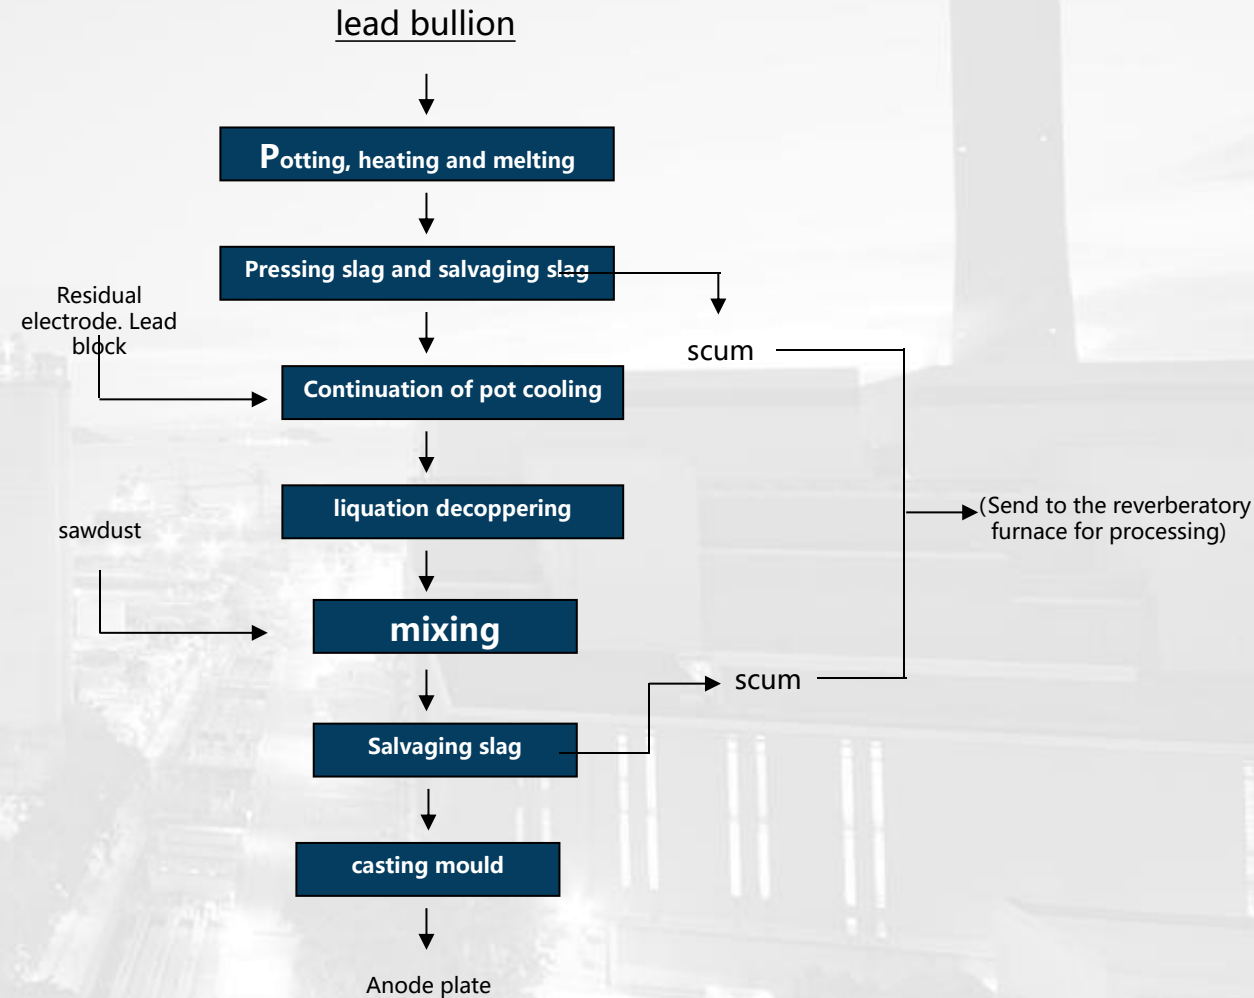 lead bullion
Potting, heating and melting
Pressing slag and salvaging slag
Residual
electrode. Lead
block
scum
Continuation of pot cooling
liquation decoppering
(Send to the reverberatory
furnace for processing)
sawdust
mixing
scum
Salvaging slag
casting mould
Anode plate